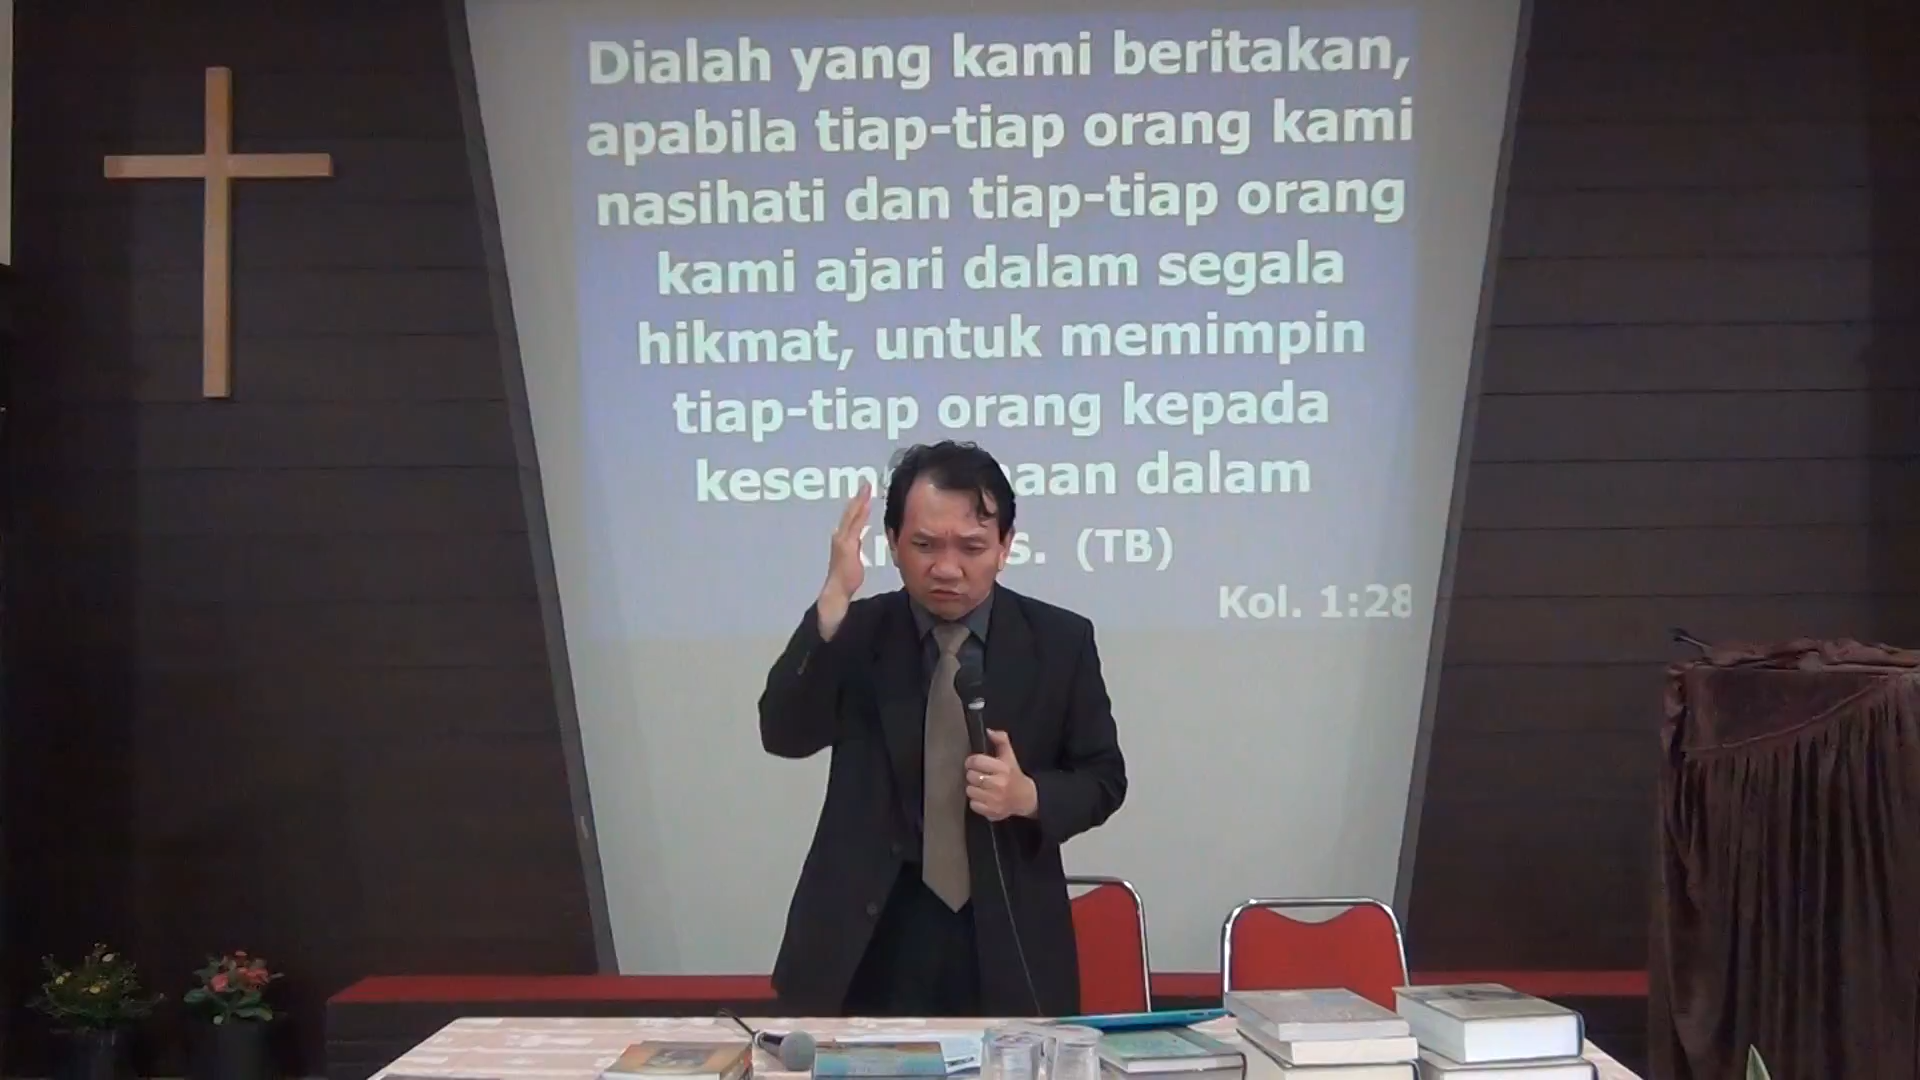 Dialah yang kami beritakan,
apabila tiap-tiap orang kami
nasihati dan tiap-tiap orang
kami ajari dalam segala
hikmat, untuk memimpin
tiap-tiap orang kepada
dalam
(TB)
Kol. 1:28